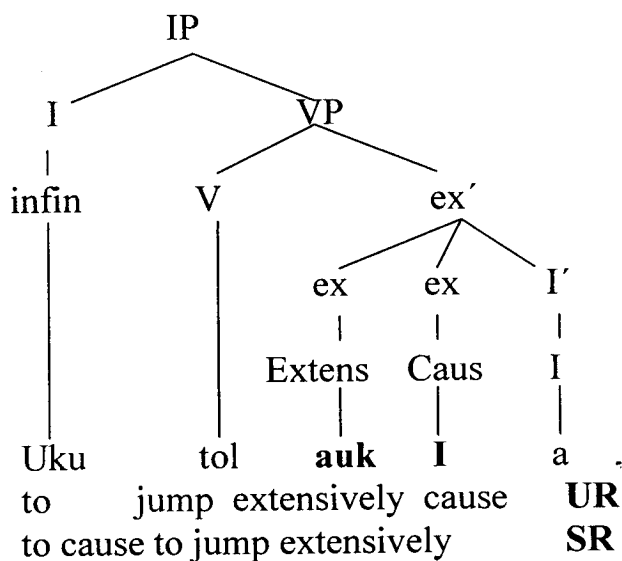 IP
I VP
infin V ex′
ex ex I′
Extens Caus I
Uku tol auk I a
to jump extensively cause UR
to cause to jump extensively SR